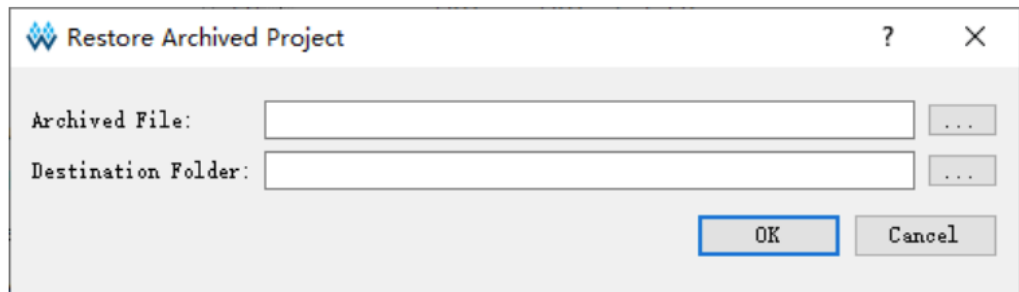 Restore Archived Project ?
Archived File: ...
Destination Folder: ...
OK Cancel